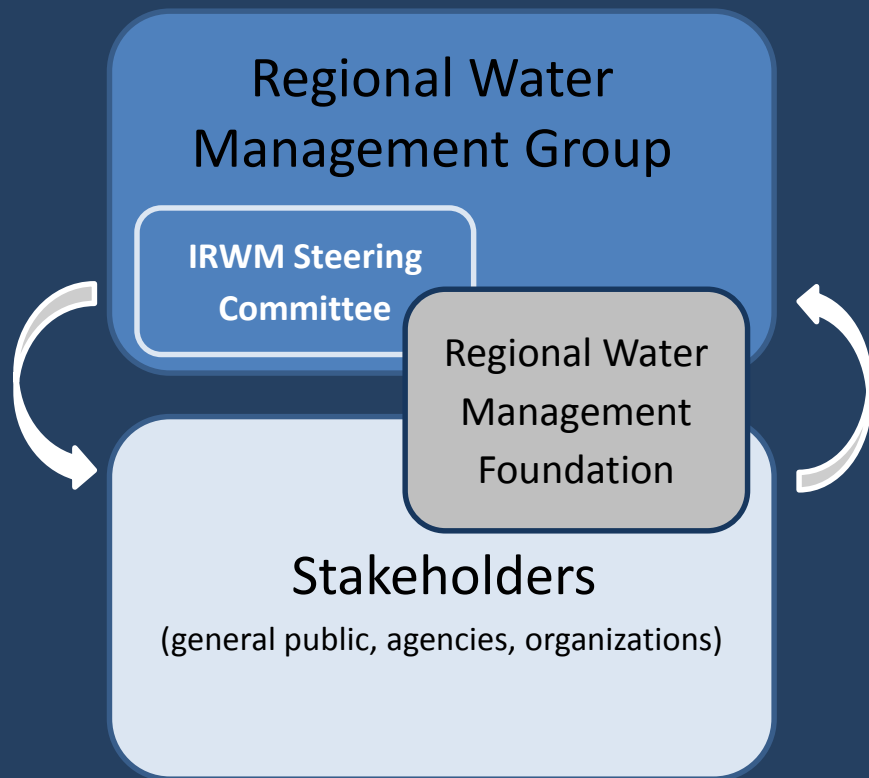 Regional Water
Management Group
IRWM Steering
Committee
Regional Water
Management
Foundation
Stakeholders
(general public, agencies, organizations)